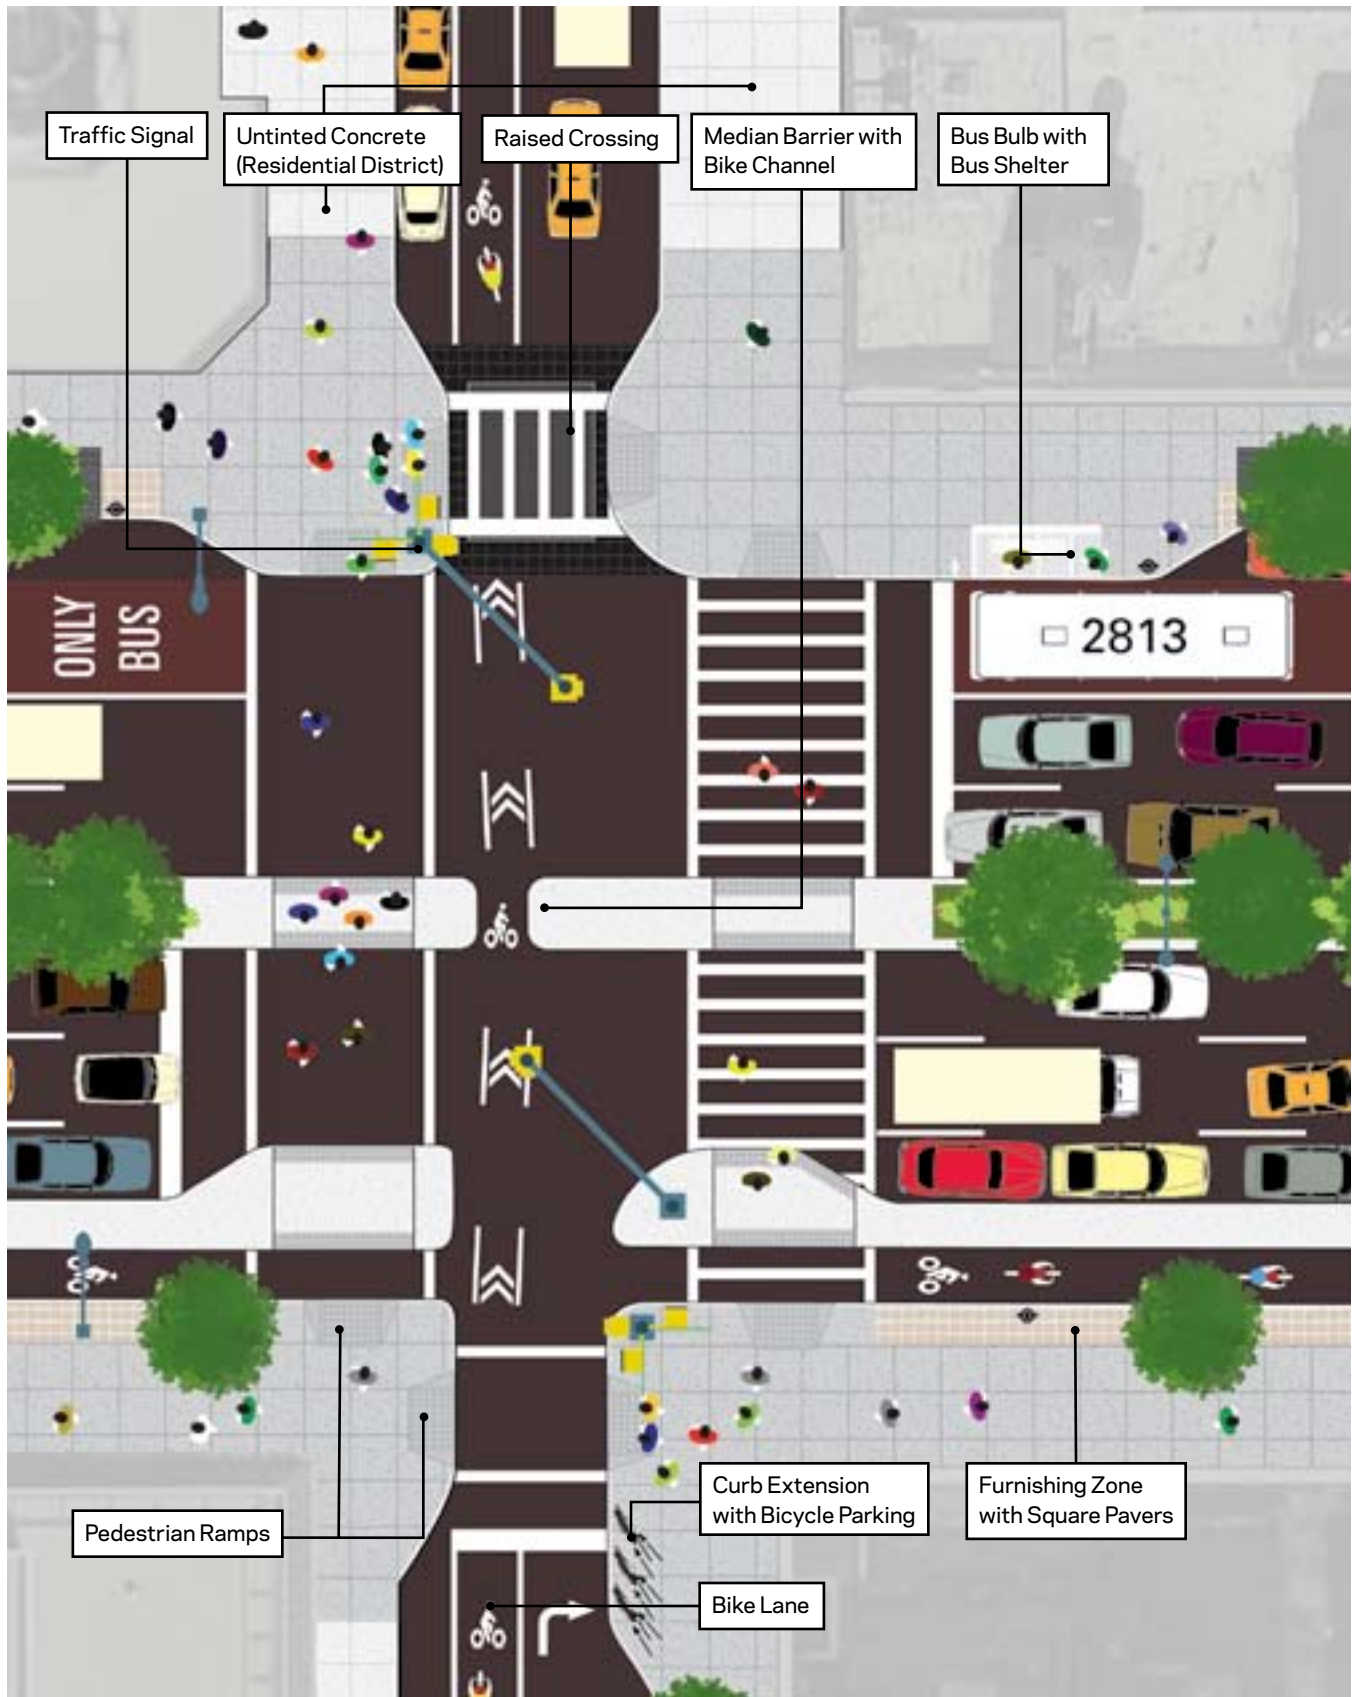 Traffic Signal
Untinted Concrete
(Residential District)
Raised Crossing
Median Barrier with
Bike Channel
Bus Bulb with
Bus Shelter
ONLY
BUS
2813
Pedestrian Ramps
Curb Extension
with Bicycle Parking
Furnishing Zone
with Square Pavers
Bike Lane